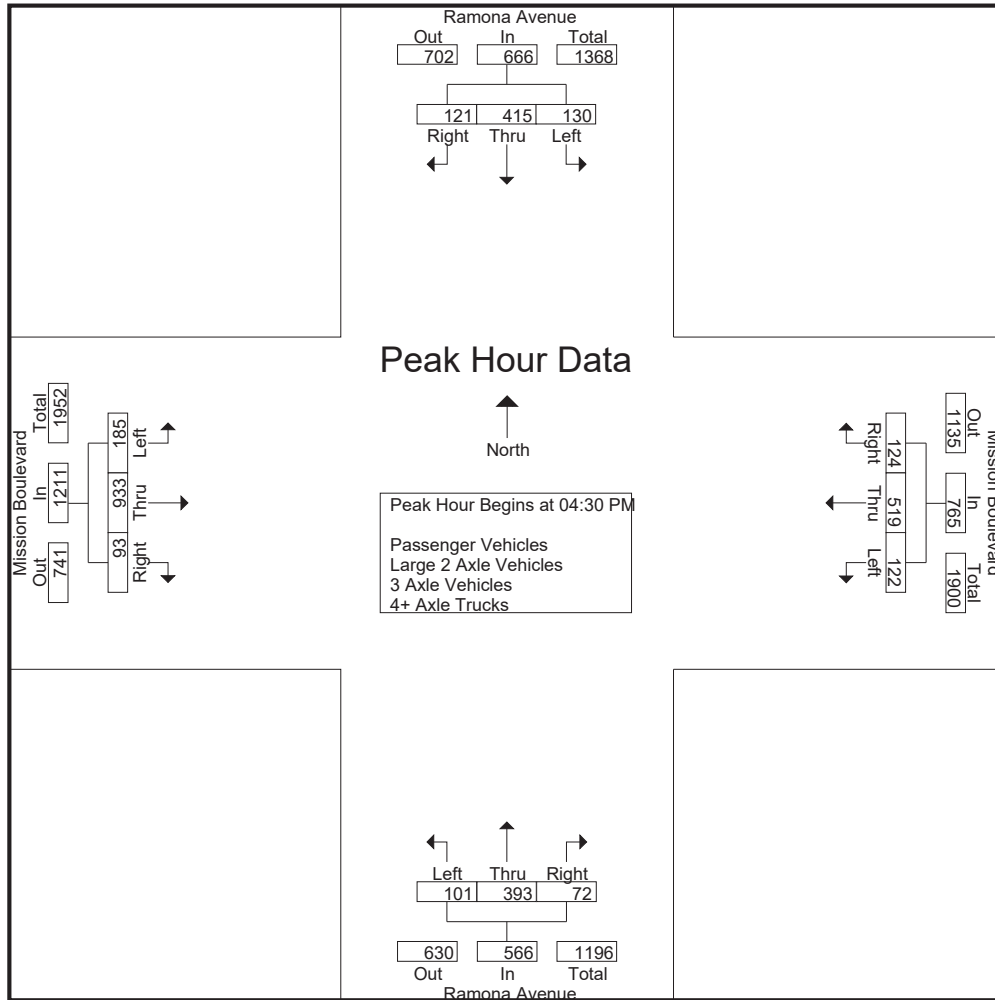 Ramona Avenue
Out In Total
702 666 1368
121 415 130
Right Thru Left
Peak Hour Data
North
Peak Hour Begins at 04:30 PM
Passenger Vehicles
Large 2 Axle Vehicles
3 Axle Vehicles
4+ Axle Trucks
Mission Boulevard
Out In Total
741 1211 1952
Left Thru Right
185 933 93
Mission Boulevard
Out In Total
1135 765 1900
Right Thru Left
124 519 122
Left Thru Right
101 393 72
630 566 1196
Out In Total
Ramona Avenue